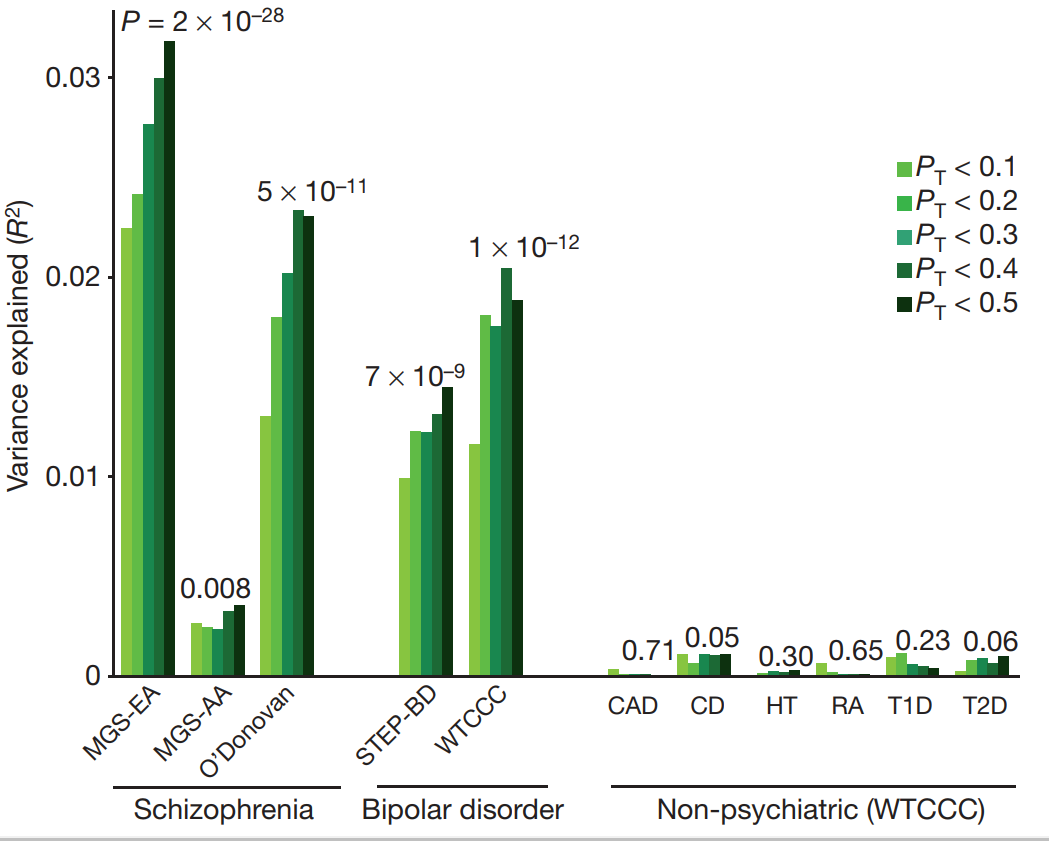 P = 2 × 10⁻²⁸
0.03
5 × 10⁻¹¹
P_T < 0.1
P_T < 0.2
P_T < 0.3
P_T < 0.4
P_T < 0.5
1 × 10⁻¹²
0.02
Variance explained (R²)
7 × 10⁻⁹
0.01
0.008
0.71
0.05
0.30
0.65
0.23
0.06
0
MGS-EA
MGS-AA
O’Donovan
STEP-BD
WTCCC
CAD
CD
HT
RA
T1D
T2D
Schizophrenia
Bipolar disorder
Non-psychiatric (WTCCC)